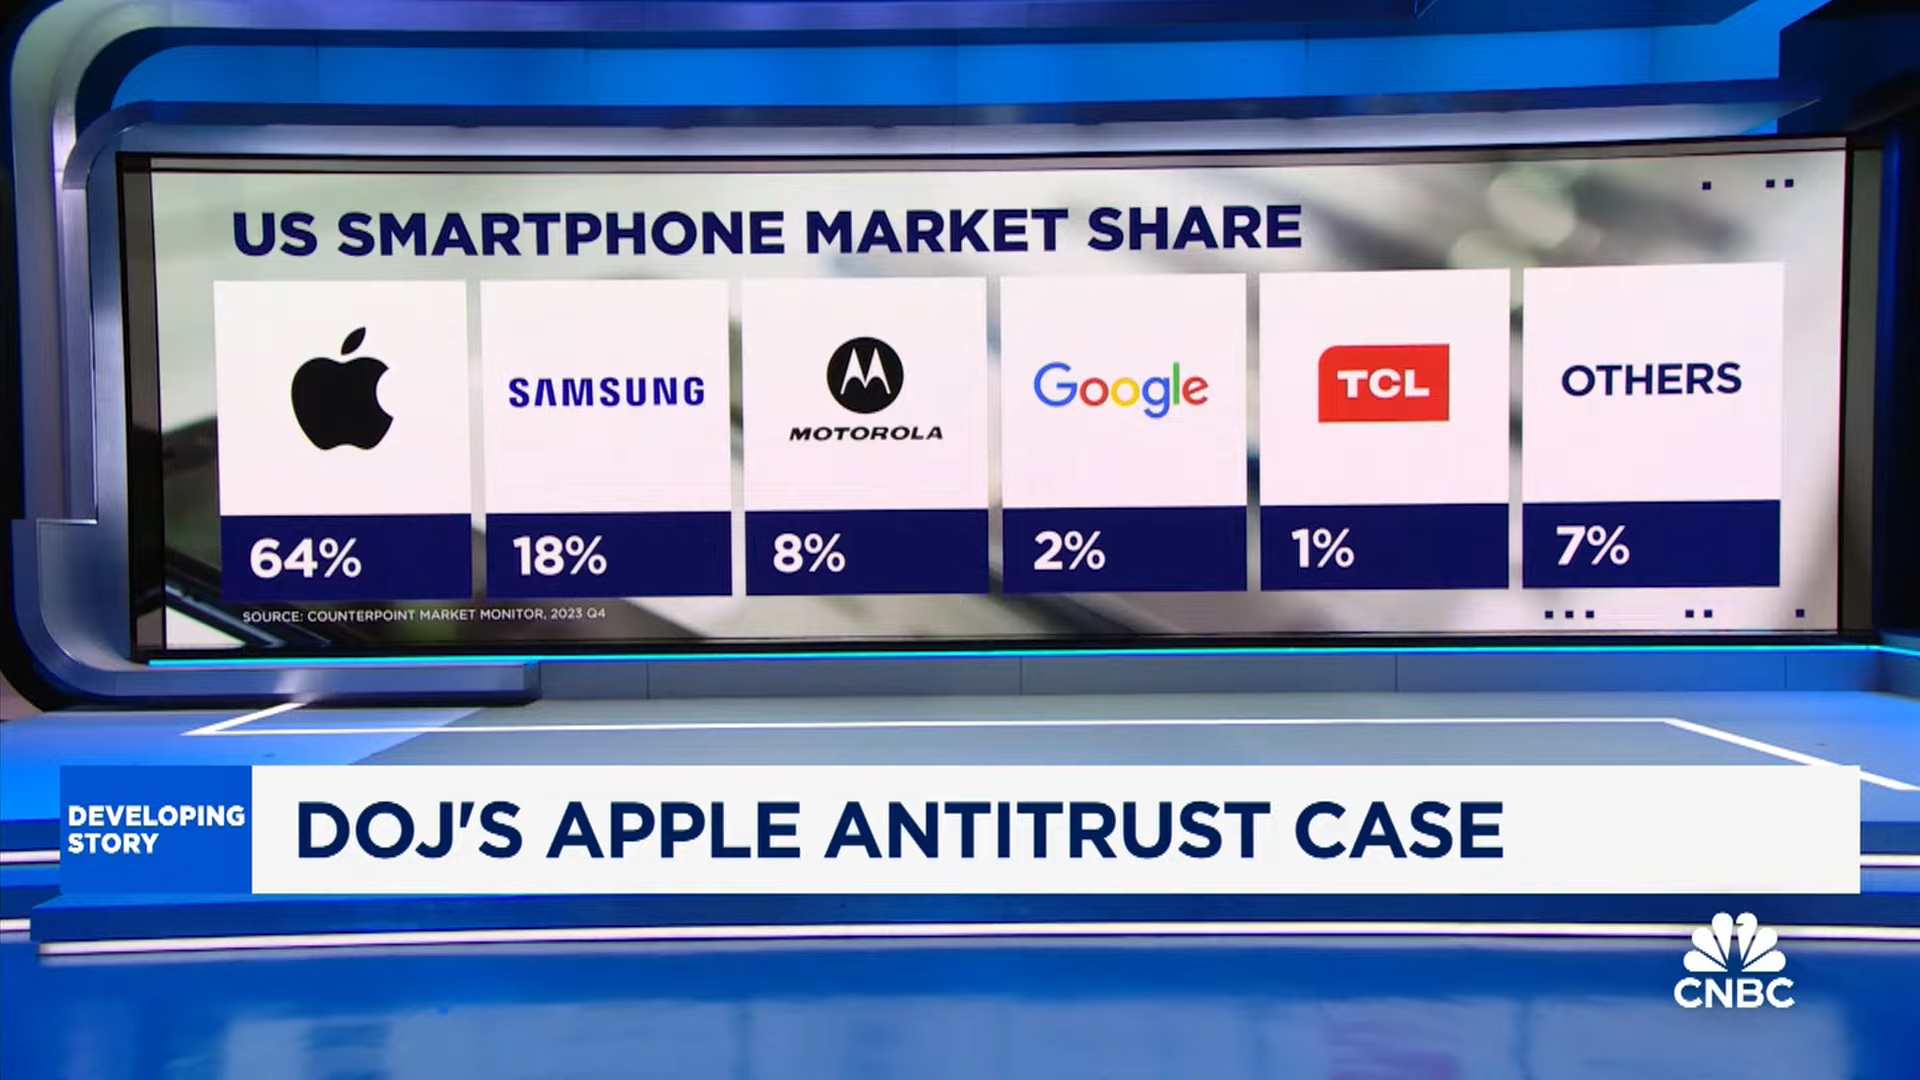 US SMARTPHONE MARKET SHARE
SAMSUNG
MOTOROLA
Google
TCL
OTHERS
64%
18%
8%
2%
1%
7%
SOURCE: COUNTERPOINT MARKET MONITOR, 2023 Q4
DEVELOPING
STORY
DOJ'S APPLE ANTITRUST CASE
CNBC